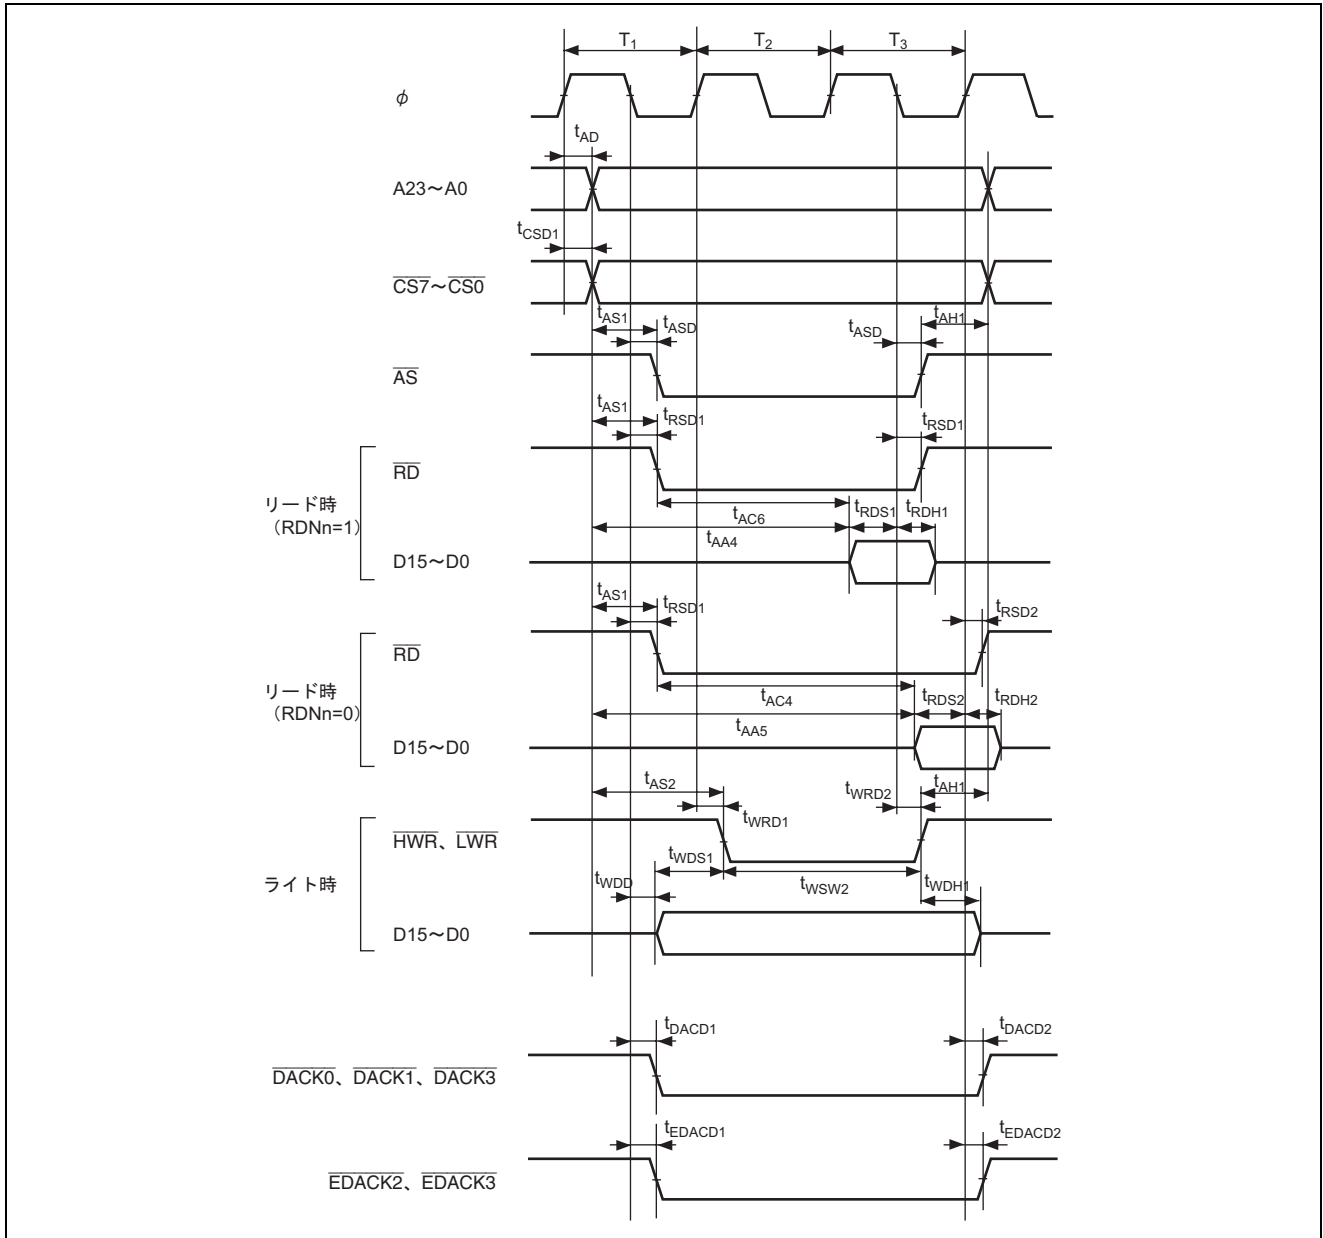 T1 T2 T3
φ
tAD
A23～A0
tCSD1
CS7～CS0
tAS1 tASD tASD tAH1
AS
tAS1 tRSD1 tRSD1
RD
リード時
（RDNn=1）
tAC6 tRDS1 tRDH1
tAA4
D15～D0
tAS1 tRSD1 tRSD2
RD
リード時
（RDNn=0）
tAC4 tRDS2 tRDH2
tAA5
D15～D0
tAS2 tWRD2 tAH1
tWRD1
HWR、LWR
tWDS1
ライト時
tWDD tWSW2 tWDH1
D15～D0
tDACD1 tDACD2
DACK0、DACK1、DACK3
tEDACD1 tEDACD2
EDACK2、EDACK3